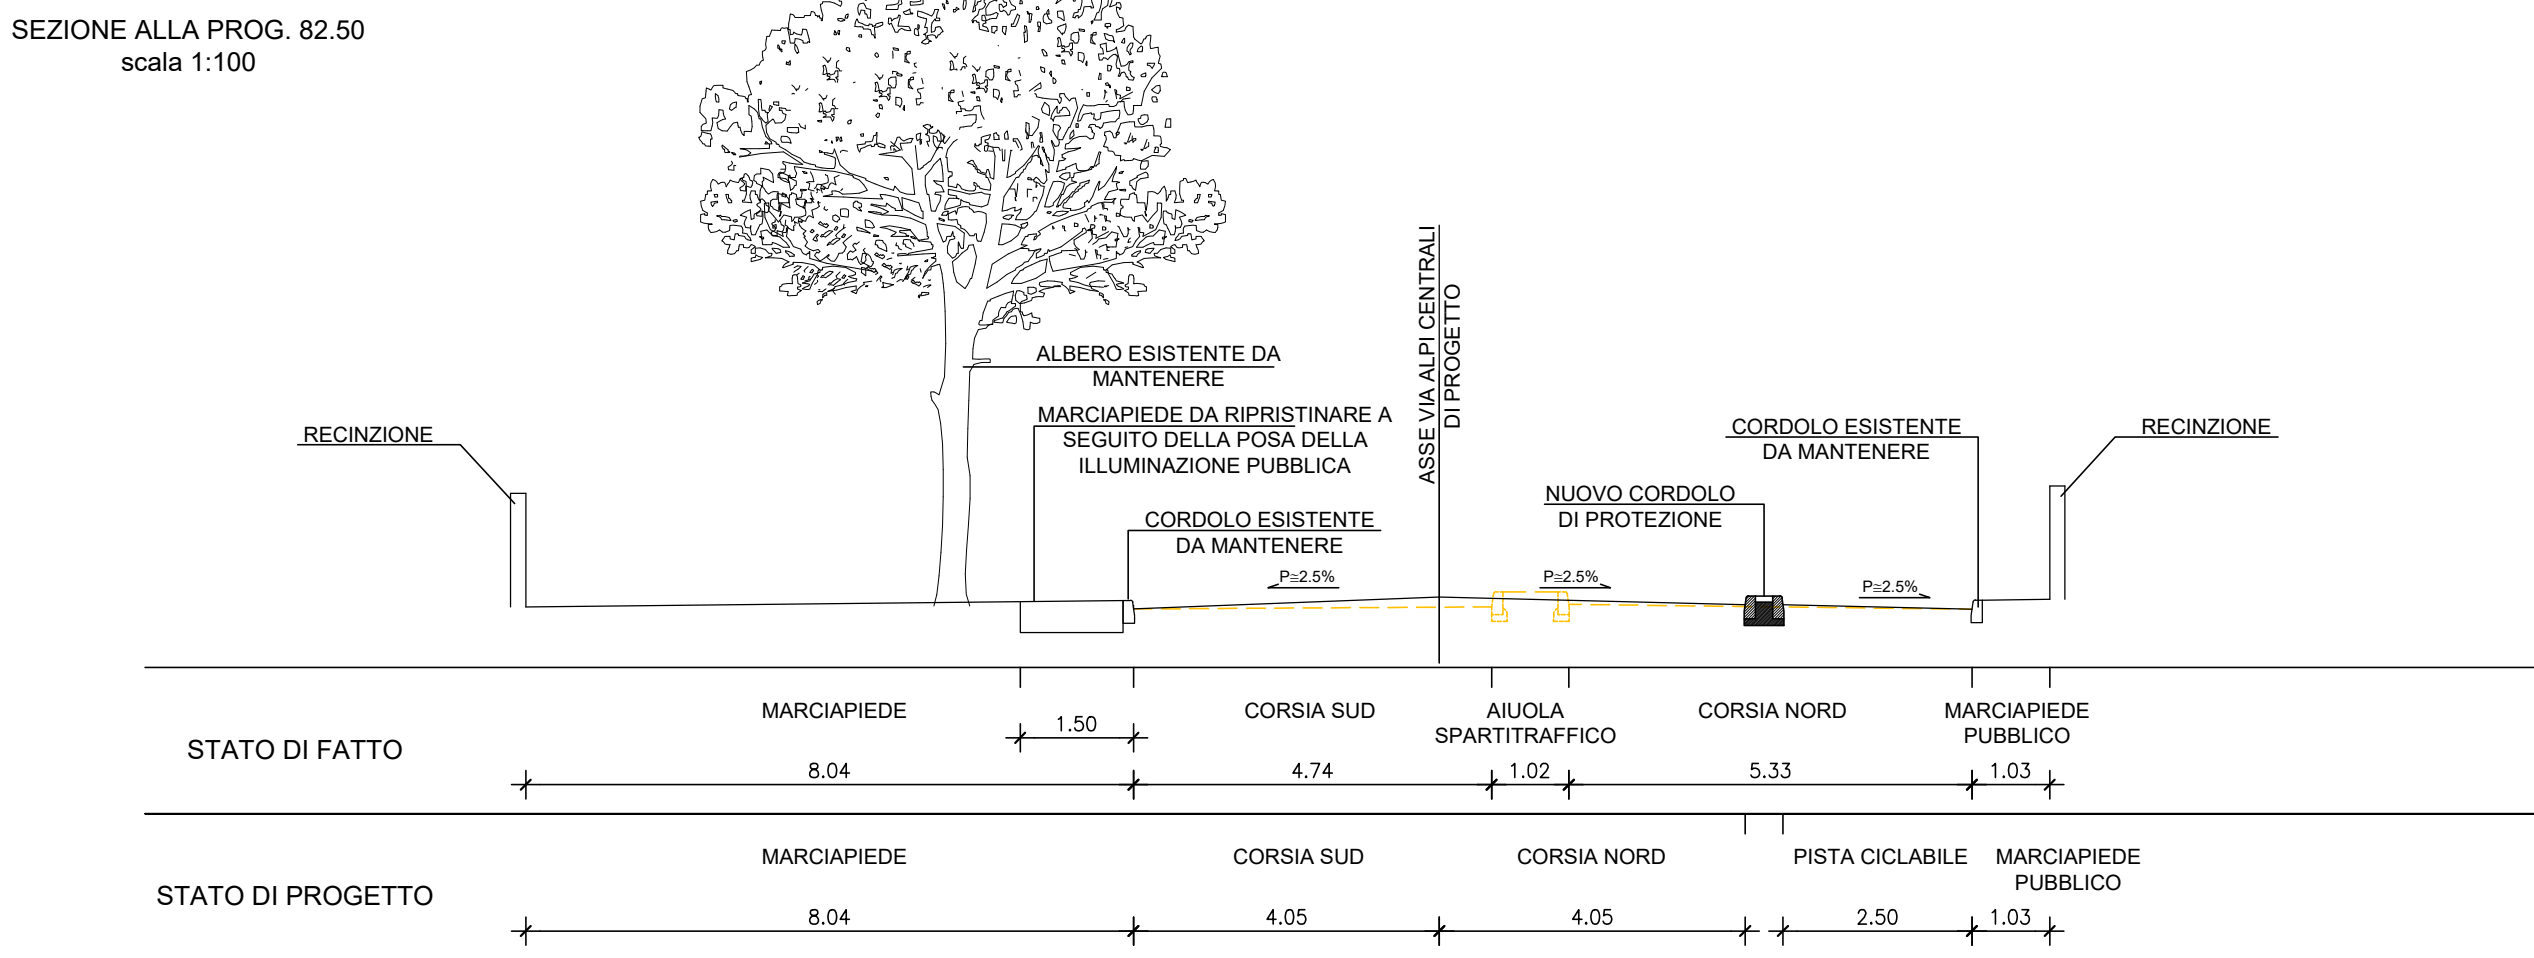 SEZIONE ALLA PROG. 82.50
scala 1:100
ALBERO ESISTENTE DA
MANTENERE
MARCIAPIEDE DA RIPRISTINARE A
SEGUITO DELLA POSA DELLA
ILLUMINAZIONE PUBBLICA
RECINZIONE
CORDOLO ESISTENTE
DA MANTENERE
ASSE VIA ALPI CENTRALI
DI PROGETTO
NUOVO CORDOLO
DI PROTEZIONE
CORDOLO ESISTENTE
DA MANTENERE
RECINZIONE
P≅2.5%
P≅2.5%
P≅2.5%
STATO DI FATTO
MARCIAPIEDE
1.50
CORSIA SUD
AIUOLA
SPARTITRAFFICO
CORSIA NORD
MARCIAPIEDE
PUBBLICO
8.04
4.74
1.02
5.33
1.03
STATO DI PROGETTO
MARCIAPIEDE
CORSIA SUD
CORSIA NORD
PISTA CICLABILE
MARCIAPIEDE
PUBBLICO
8.04
4.05
4.05
2.50
1.03